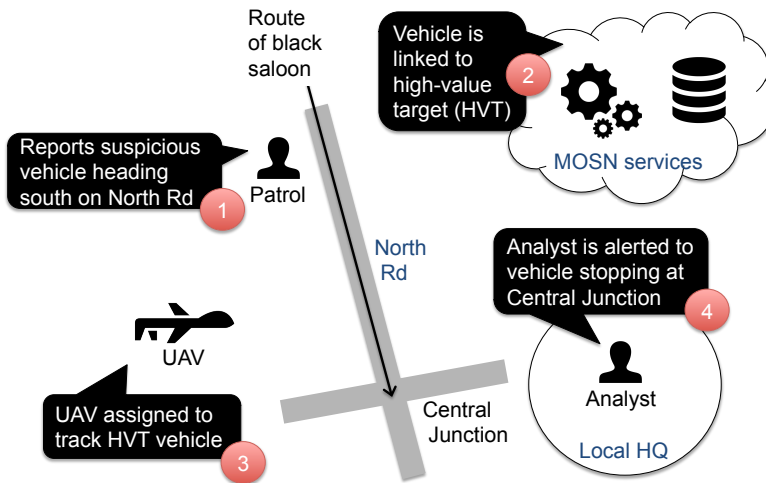 Route
of black
saloon
Vehicle is
linked to
high-value
target (HVT)
2
MOSN services
Reports suspicious
vehicle heading
south on North Rd
1
Patrol
North
Rd
Analyst is alerted to
vehicle stopping at
Central Junction
4
UAV
UAV assigned to
track HVT vehicle
3
Central
Junction
Analyst
Local HQ